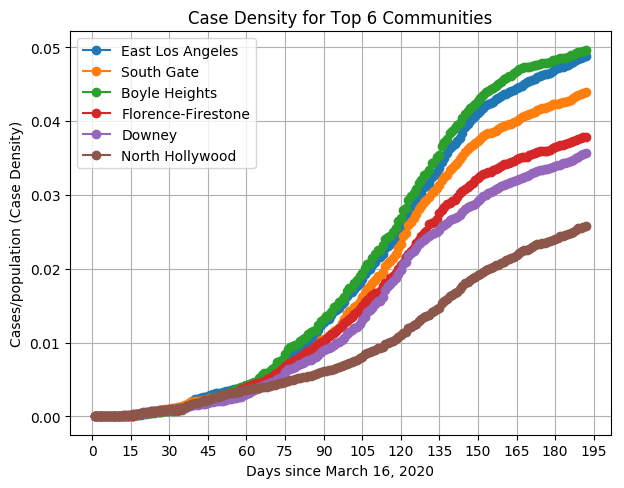 Case Density for Top 6 Communities
East Los Angeles
South Gate
Boyle Heights
Florence-Firestone
Downey
North Hollywood
Cases/population (Case Density)
0.05
0.04
0.03
0.02
0.01
0.00
0 15 30 45 60 75 90 105 120 135 150 165 180 195
Days since March 16, 2020